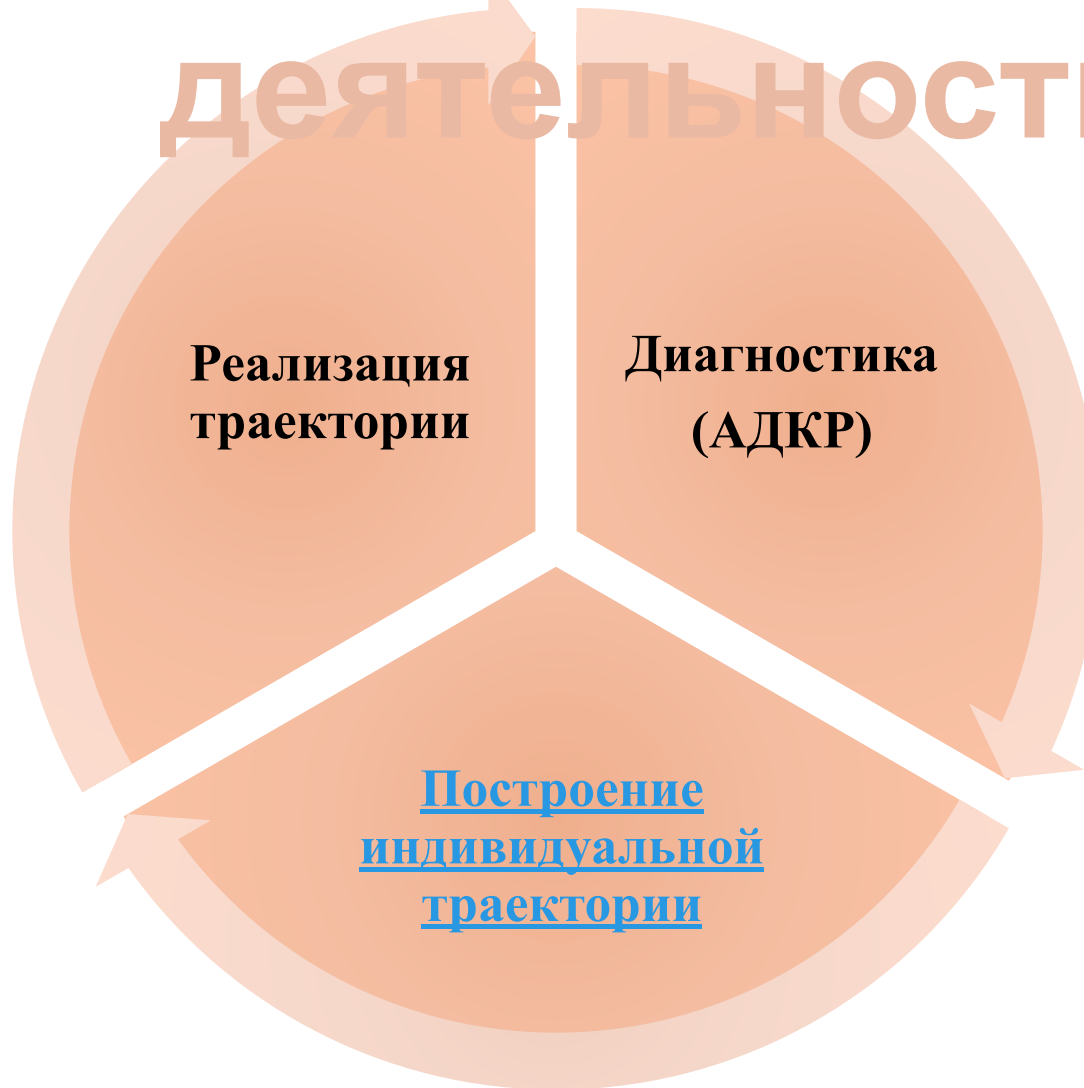 деятельност
Реализация
траектории
Диагностика
(АДКР)
Построение
индивидуальной
траектории